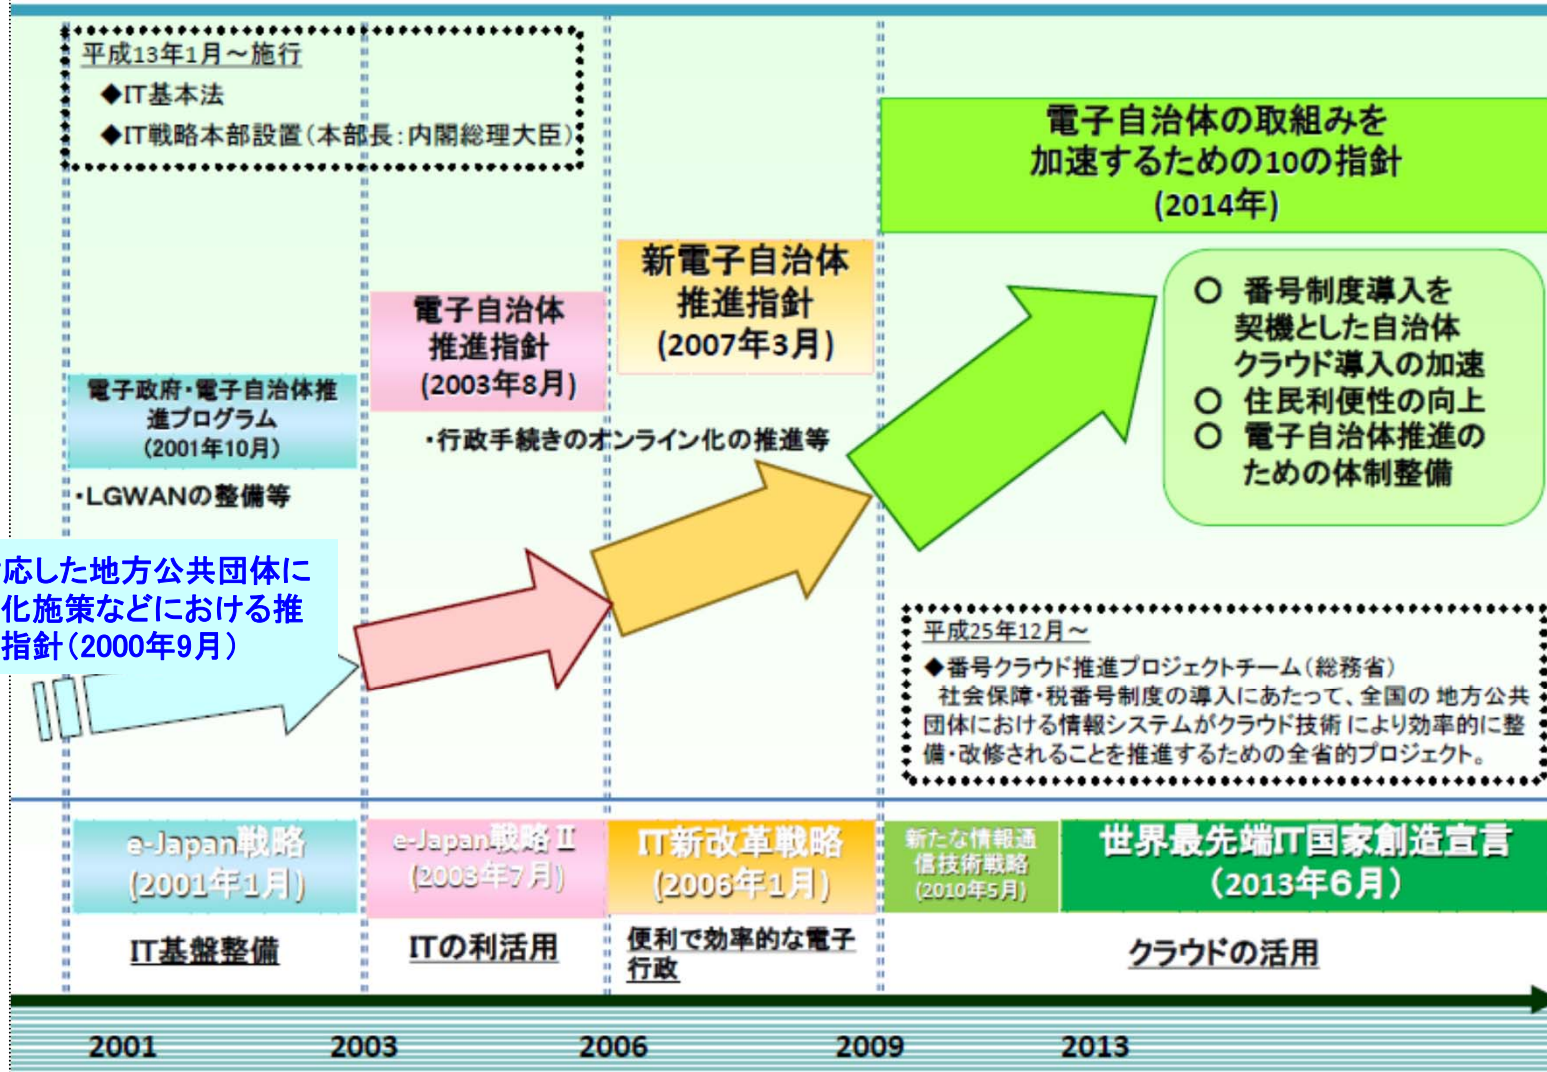 平成13年1月～施行
◆IT基本法
◆IT戦略本部設置(本部長:内閣総理大臣)
電子自治体の取組みを
加速するための10の指針
(2014年)
新電子自治体
推進指針
(2007年3月)
電子自治体
推進指針
(2003年8月)
電子政府・電子自治体推
進プログラム
(2001年10月)
・行政手続きのオンライン化の推進等
・LGWANの整備等
○ 番号制度導入を
契機とした自治体
クラウド導入の加速
○ 住民利便性の向上
○ 電子自治体推進の
ための体制整備
応した地方公共団体に
化施策などにおける推
指針(2000年9月)
平成25年12月～
◆番号クラウド推進プロジェクトチーム(総務省)
社会保障・税番号制度の導入にあたって、全国の 地方公共
団体における情報システムがクラウド技術 により効率的に整
備・改修されることを推進するための全省的プロジェクト。
e-Japan戦略
(2001年1月)
e-Japan戦略Ⅱ
(2003年7月)
IT新改革戦略
(2006年1月)
新たな情報通
信技術戦略
(2010年5月)
世界最先端IT国家創造宣言
(2013年6月)
IT基盤整備
ITの利活用
便利で効率的な電子
行政
クラウドの活用
2001 2003 2006 2009 2013